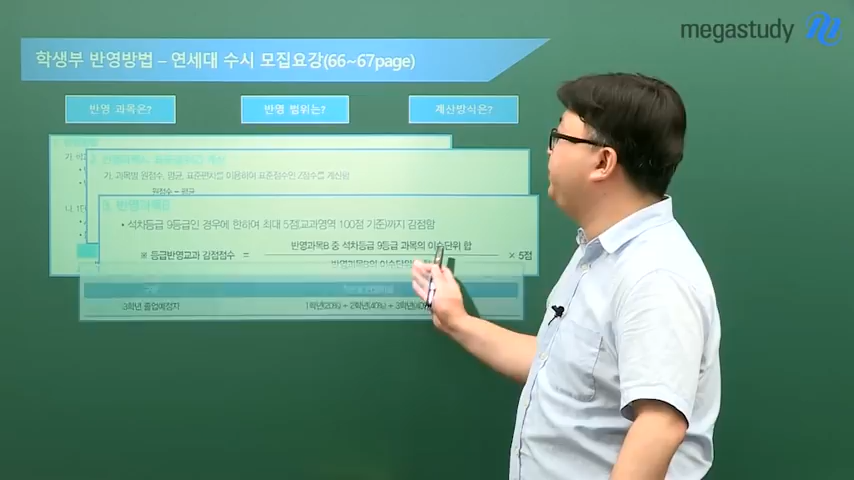 megastudy
학생부 반영방법 – 연세대 수시 모집요강(66~67page)
반영 과목은?
반영 범위는?
계산방식은?
가. 과목별 원점수, 평균, 표준편차를 이용하여 표준점수인 Z점수를 계산함
원점수 - 평균
• 석차등급 9등급인 경우에 한하여 최대 5점(교과영역 100점 기준)까지 감점함
반영과목B 중 석차등급 9등급 과목의 이수단위 합
※ 등급반영교과 감점점수 = × 5점
반영과목B의 이수단위
구분
3학년 졸업예정자
1학년(20%) + 2학년(40%) + 3학년(40%)